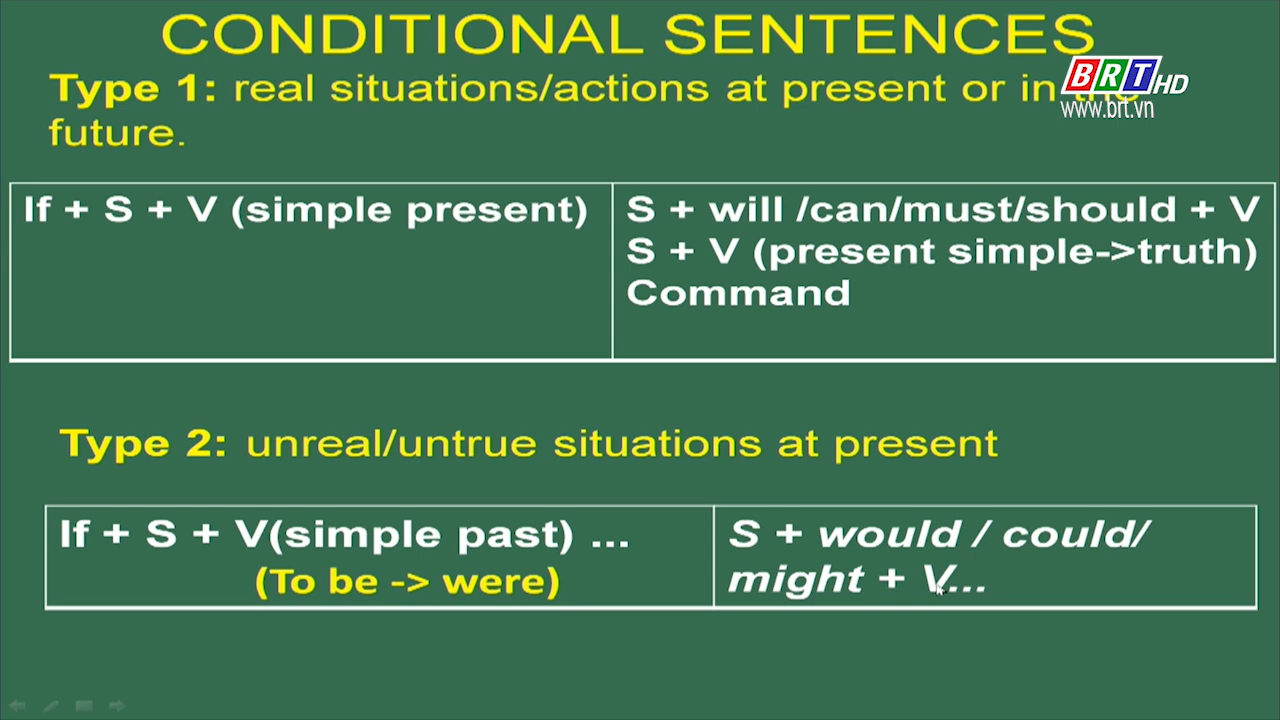 CONDITIONAL SENTENCES
BRT HD
www.brt.vn
Type 1: real situations/actions at present or in the
future.
If + S + V (simple present)
S + will /can/must/should + V
S + V (present simple->truth)
Command
Type 2: unreal/untrue situations at present
If + S + V(simple past) ...
(To be -> were)
S + would / could/
might + V...